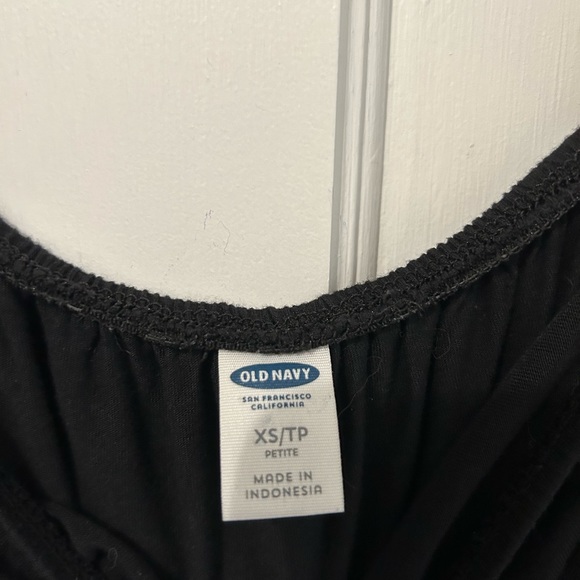 OLD NAVY
SAN FRANCISCO
CALIFORNIA
XS/TP
PETITE
MADE IN
INDONESIA